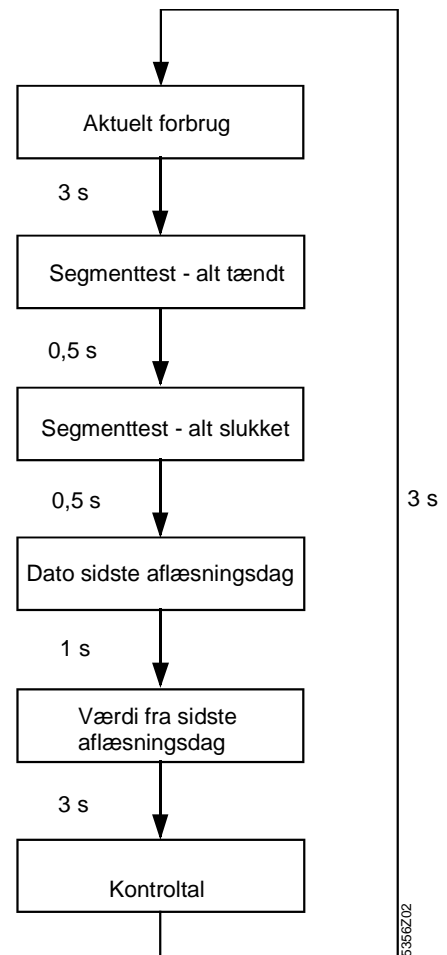 Aktuelt forbrug
3 s
Segmenttest - alt tændt
0,5 s
Segmenttest - alt slukket
0,5 s
3 s
Dato sidste aflæsningsdag
1 s
Værdi fra sidste
aflæsningsdag
3 s
Kontroltal
5356Z02